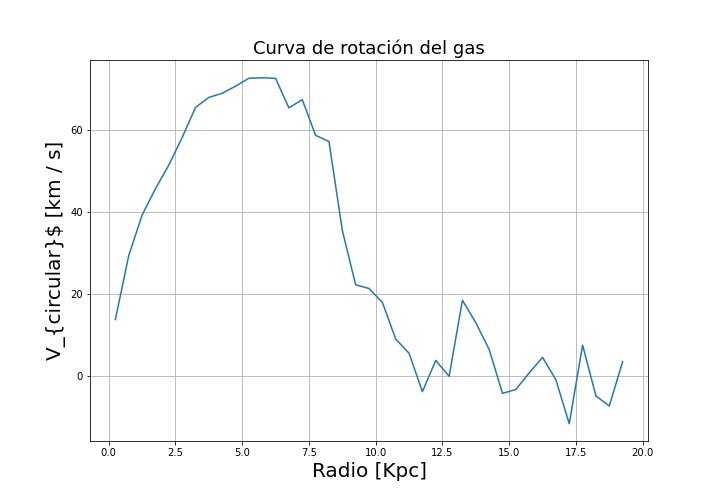 Curva de rotación del gas
V_{circular}$ [km / s]
60
40
20
0
0.0 2.5 5.0 7.5 10.0 12.5 15.0 17.5 20.0
Radio [Kpc]